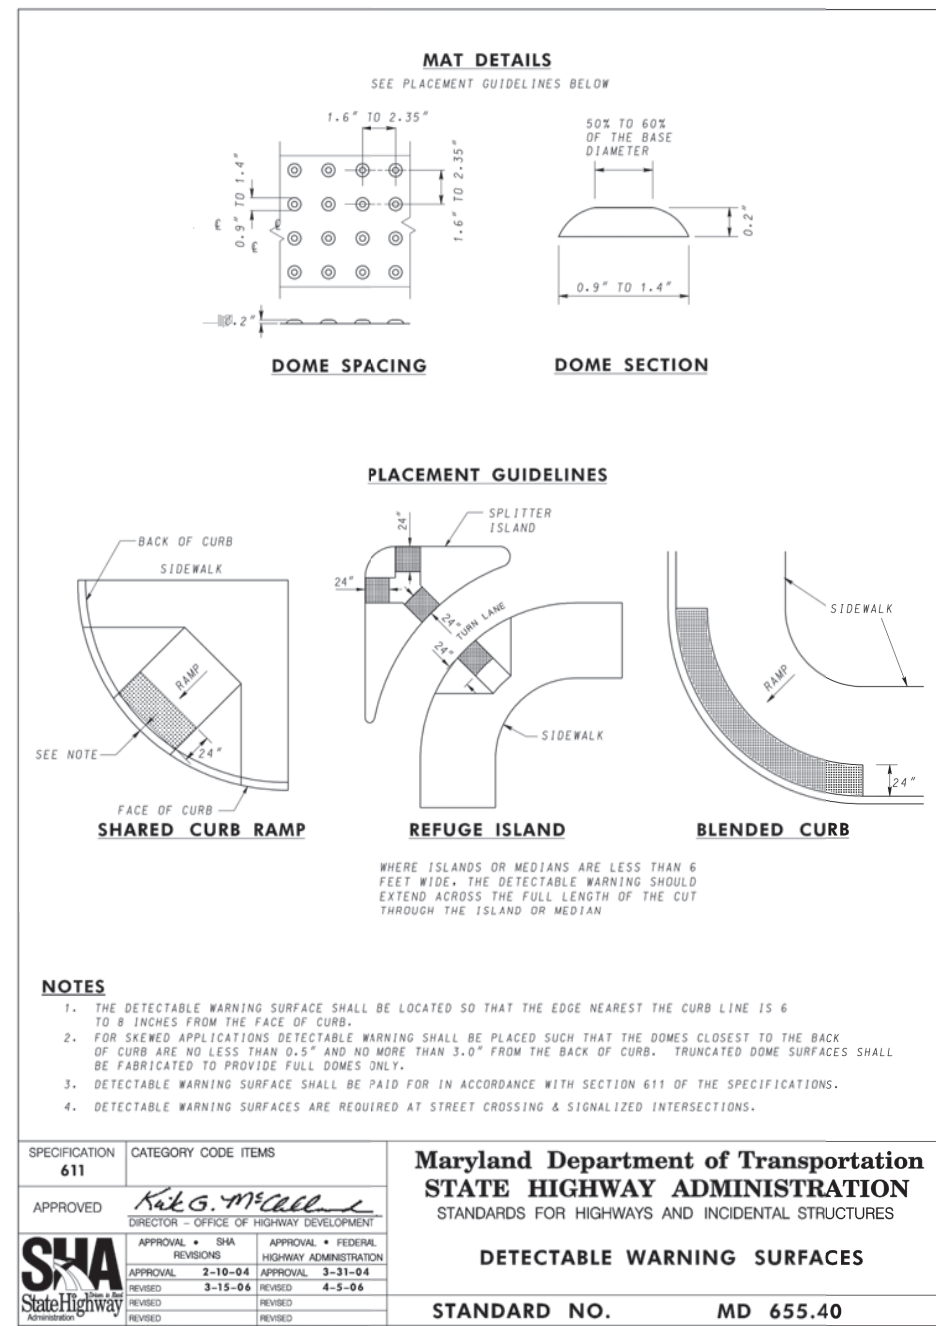 MAT DETAILS
SEE PLACEMENT GUIDELINES BELOW
1.6" TO 2.35"
0.9" TO 1.4"
1.6" TO 2.35"
℄
℄
℄
.2"
DOME SPACING
50% TO 60%
OF THE BASE
DIAMETER
0.2"
0.9" TO 1.4"
DOME SECTION
PLACEMENT GUIDELINES
BACK OF CURB
SIDEWALK
RAMP
SEE NOTE
24"
FACE OF CURB
SHARED CURB RAMP
24"
SPLITTER
ISLAND
24"
24"
TURN LANE
24"
SIDEWALK
REFUGE ISLAND
WHERE ISLANDS OR MEDIANS ARE LESS THAN 6
FEET WIDE, THE DETECTABLE WARNING SHOULD
EXTEND ACROSS THE FULL LENGTH OF THE CUT
THROUGH THE ISLAND OR MEDIAN
SIDEWALK
RAMP
24"
BLENDED CURB
NOTES
1. THE DETECTABLE WARNING SURFACE SHALL BE LOCATED SO THAT THE EDGE NEAREST THE CURB LINE IS 6
TO 8 INCHES FROM THE FACE OF CURB.
2. FOR SKEWED APPLICATIONS DETECTABLE WARNING SHALL BE PLACED SUCH THAT THE DOMES CLOSEST TO THE BACK
OF CURB ARE NO LESS THAN 0.5" AND NO MORE THAN 3.0" FROM THE BACK OF CURB. TRUNCATED DOME SURFACES SHALL
BE FABRICATED TO PROVIDE FULL DOMES ONLY.
3. DETECTABLE WARNING SURFACE SHALL BE PAID FOR IN ACCORDANCE WITH SECTION 611 OF THE SPECIFICATIONS.
4. DETECTABLE WARNING SURFACES ARE REQUIRED AT STREET CROSSING & SIGNALIZED INTERSECTIONS.
SPECIFICATION
611
CATEGORY CODE ITEMS
APPROVED
Kirk G. McClelland
DIRECTOR - OFFICE OF HIGHWAY DEVELOPMENT
SHA
Driven to Excel
State Highway
Administration
APPROVAL • SHA
REVISIONS
APPROVAL • FEDERAL
HIGHWAY ADMINISTRATION
APPROVAL 2-10-04 APPROVAL 3-31-04
REVISED 3-15-06 REVISED 4-5-06
REVISED REVISED
REVISED REVISED
Maryland Department of Transportation
STATE HIGHWAY ADMINISTRATION
STANDARDS FOR HIGHWAYS AND INCIDENTAL STRUCTURES
DETECTABLE WARNING SURFACES
STANDARD NO. MD 655.40